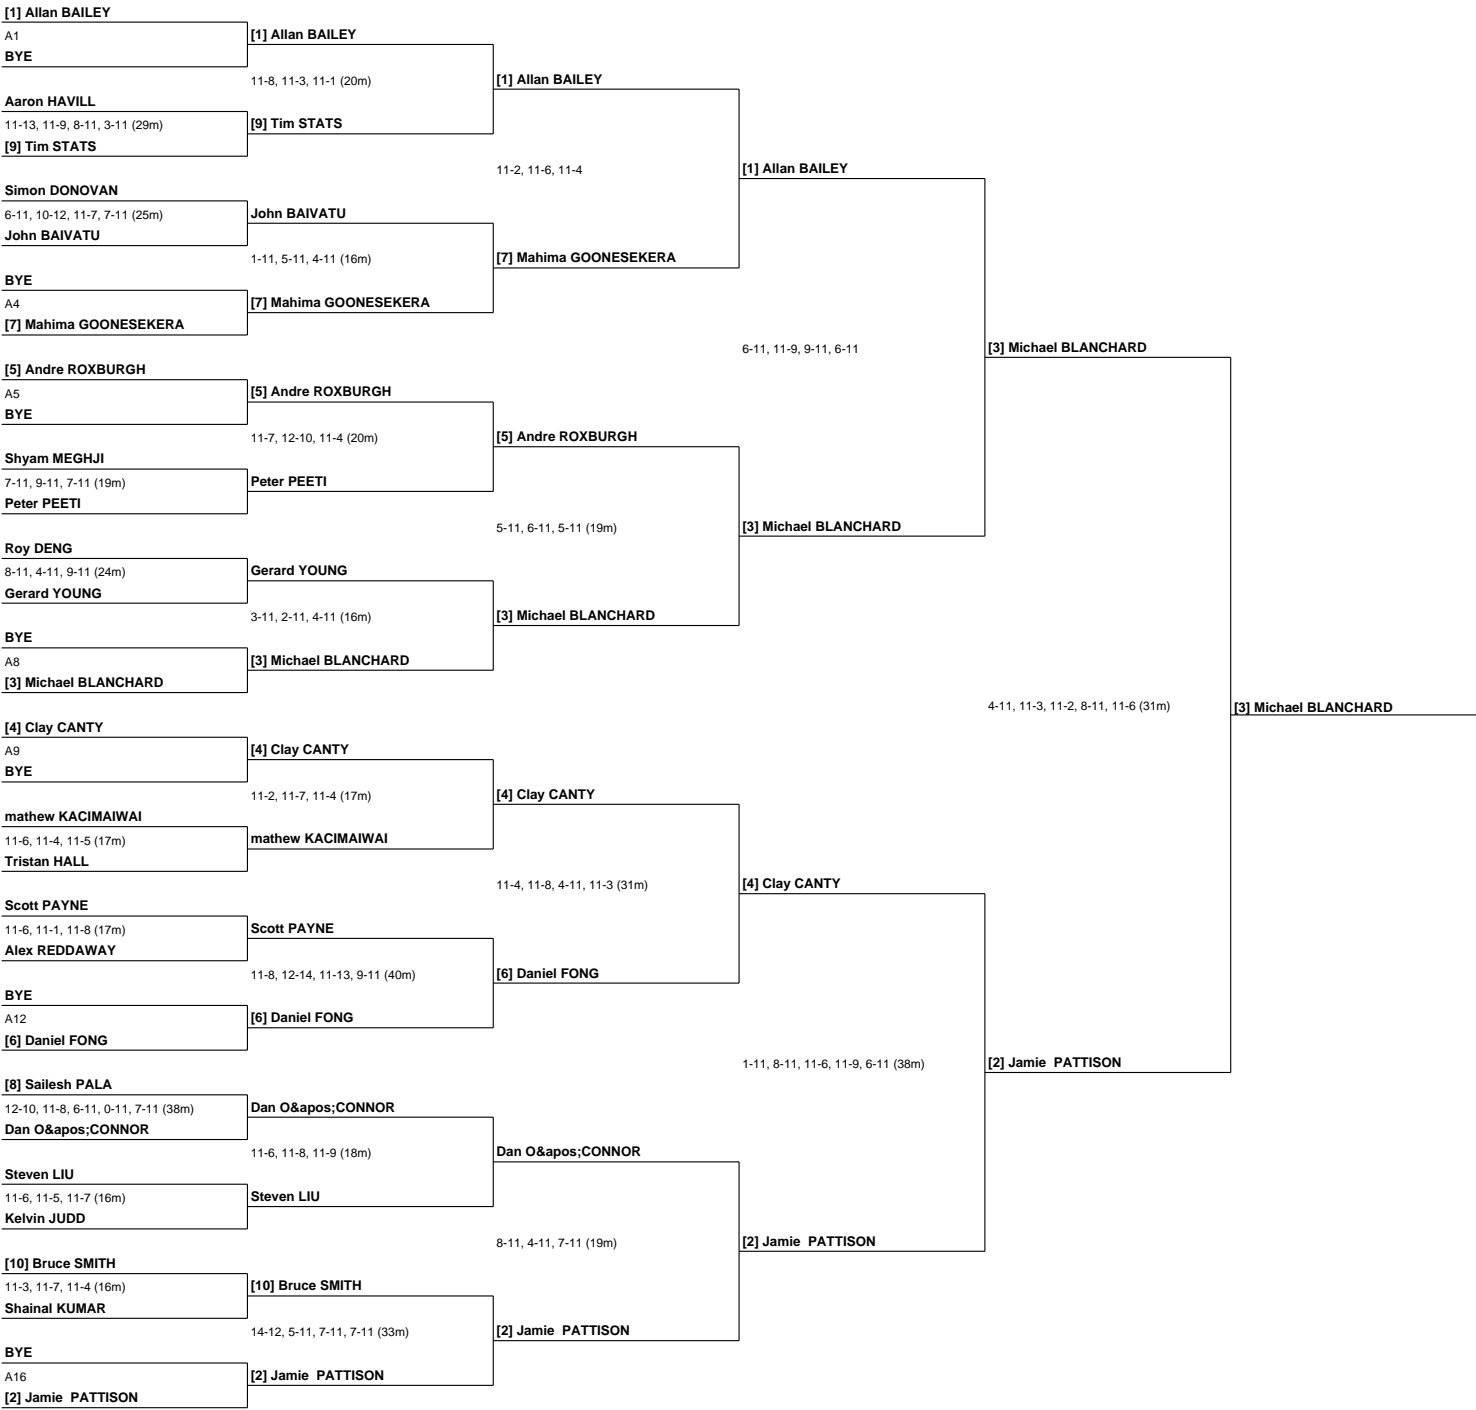 [1] Allan BAILEY
A1
BYE
Aaron HAVILL
11-13, 11-9, 8-11, 3-11 (29m)
[9] Tim STATS
Simon DONOVAN
6-11, 10-12, 11-7, 7-11 (25m)
John BAIVATU
BYE
A4
[7] Mahima GOONESEKERA
[5] Andre ROXBURGH
A5
BYE
Shyam MEGHJI
7-11, 9-11, 7-11 (19m)
Peter PEETI
Roy DENG
8-11, 4-11, 9-11 (24m)
Gerard YOUNG
BYE
A8
[3] Michael BLANCHARD
[4] Clay CANTY
A9
BYE
mathew KACIMAIWAI
11-6, 11-4, 11-5 (17m)
Tristan HALL
Scott PAYNE
11-6, 11-1, 11-8 (17m)
Alex REDDAWAY
BYE
A12
[6] Daniel FONG
[8] Sailesh PALA
12-10, 11-8, 6-11, 0-11, 7-11 (38m)
Dan O&apos;CONNOR
Steven LIU
11-6, 11-5, 11-7 (16m)
Kelvin JUDD
[10] Bruce SMITH
11-3, 11-7, 11-4 (16m)
Shainal KUMAR
BYE
A16
[2] Jamie  PATTISON
[1] Allan BAILEY
11-8, 11-3, 11-1 (20m)
[9] Tim STATS
John BAIVATU
1-11, 5-11, 4-11 (16m)
[7] Mahima GOONESEKERA
[5] Andre ROXBURGH
11-7, 12-10, 11-4 (20m)
Peter PEETI
Gerard YOUNG
3-11, 2-11, 4-11 (16m)
[3] Michael BLANCHARD
[4] Clay CANTY
11-2, 11-7, 11-4 (17m)
mathew KACIMAIWAI
Scott PAYNE
11-8, 12-14, 11-13, 9-11 (40m)
[6] Daniel FONG
Dan O&apos;CONNOR
11-6, 11-8, 11-9 (18m)
Steven LIU
[10] Bruce SMITH
14-12, 5-11, 7-11, 7-11 (33m)
[2] Jamie  PATTISON
[1] Allan BAILEY
11-2, 11-6, 11-4
[7] Mahima GOONESEKERA
[5] Andre ROXBURGH
5-11, 6-11, 5-11 (19m)
[3] Michael BLANCHARD
[4] Clay CANTY
11-4, 11-8, 4-11, 11-3 (31m)
[6] Daniel FONG
Dan O&apos;CONNOR
8-11, 4-11, 7-11 (19m)
[2] Jamie  PATTISON
[1] Allan BAILEY
6-11, 11-9, 9-11, 6-11
[3] Michael BLANCHARD
[4] Clay CANTY
1-11, 8-11, 11-6, 11-9, 6-11 (38m)
[2] Jamie  PATTISON
[3] Michael BLANCHARD
4-11, 11-3, 11-2, 8-11, 11-6 (31m)
[2] Jamie  PATTISON
[3] Michael BLANCHARD